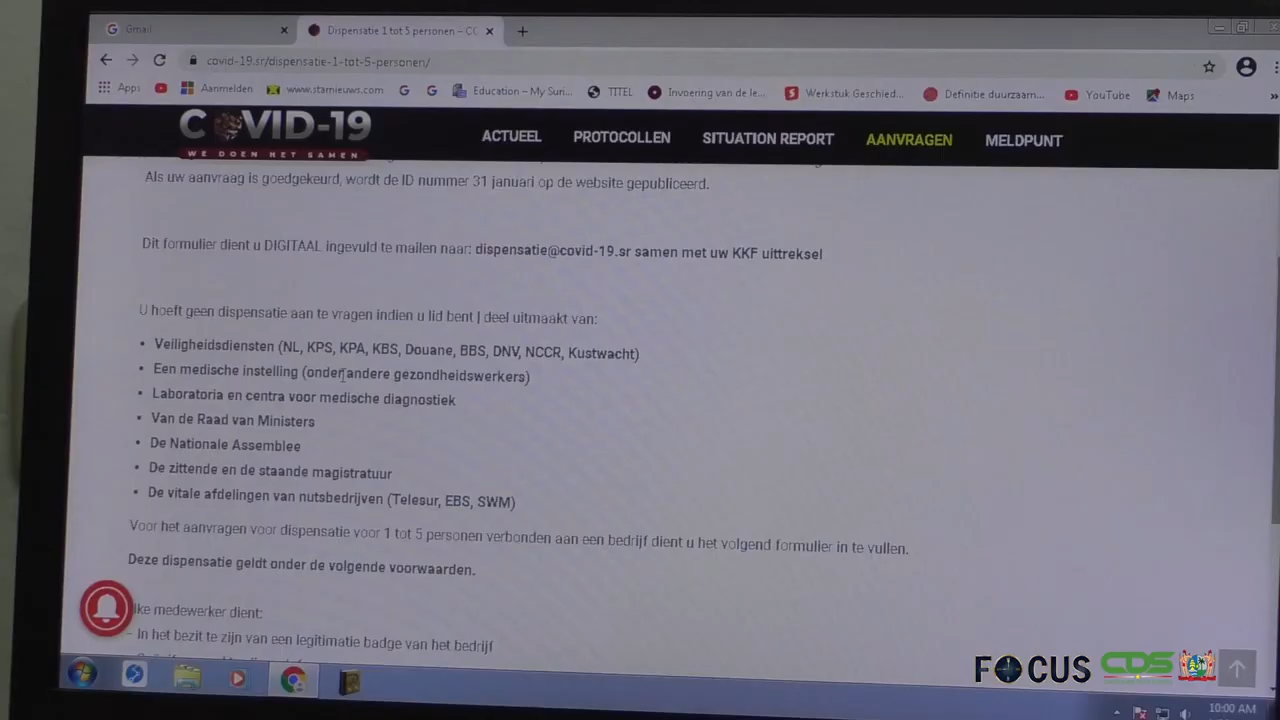 Gmail
Dispensatie 1 tot 5 personen – CO
covid-19.sr/dispensatie-1-tot-5-personen/
Apps
Aanmelden
www.starnieuws.com
Education – My Suri...
TITEL
Invoering van de le...
Werkstuk Geschied...
Definitie duurzaam...
YouTube
Maps
COVID-19
WE DOEN HET SAMEN
ACTUEEL PROTOCOLLEN SITUATION REPORT AANVRAGEN MELDPUNT
Als uw aanvraag is goedgekeurd, wordt de ID nummer 31 januari op de website gepubliceerd.
Dit formulier dient u DIGITAAL ingevuld te mailen naar: dispensatie@covid-19.sr samen met uw KKF uittreksel
U hoeft geen dispensatie aan te vragen indien u lid bent | deel uitmaakt van:
• Veiligheidsdiensten (NL, KPS, KPA, KBS, Douane, BBS, DNV, NCCR, Kustwacht)
• Een medische instelling (onder andere gezondheidswerkers)
• Laboratoria en centra voor medische diagnostiek
• Van de Raad van Ministers
• De Nationale Assemblee
• De zittende en de staande magistratuur
• De vitale afdelingen van nutsbedrijven (Telesur, EBS, SWM)
Voor het aanvragen voor dispensatie voor 1 tot 5 personen verbonden aan een bedrijf dient u het volgend formulier in te vullen.
Deze dispensatie geldt onder de volgende voorwaarden.
lke medewerker dient:
– In het bezit te zijn van een legitimatie badge van het bedrijf
FOCUS
CDS
10:00 AM